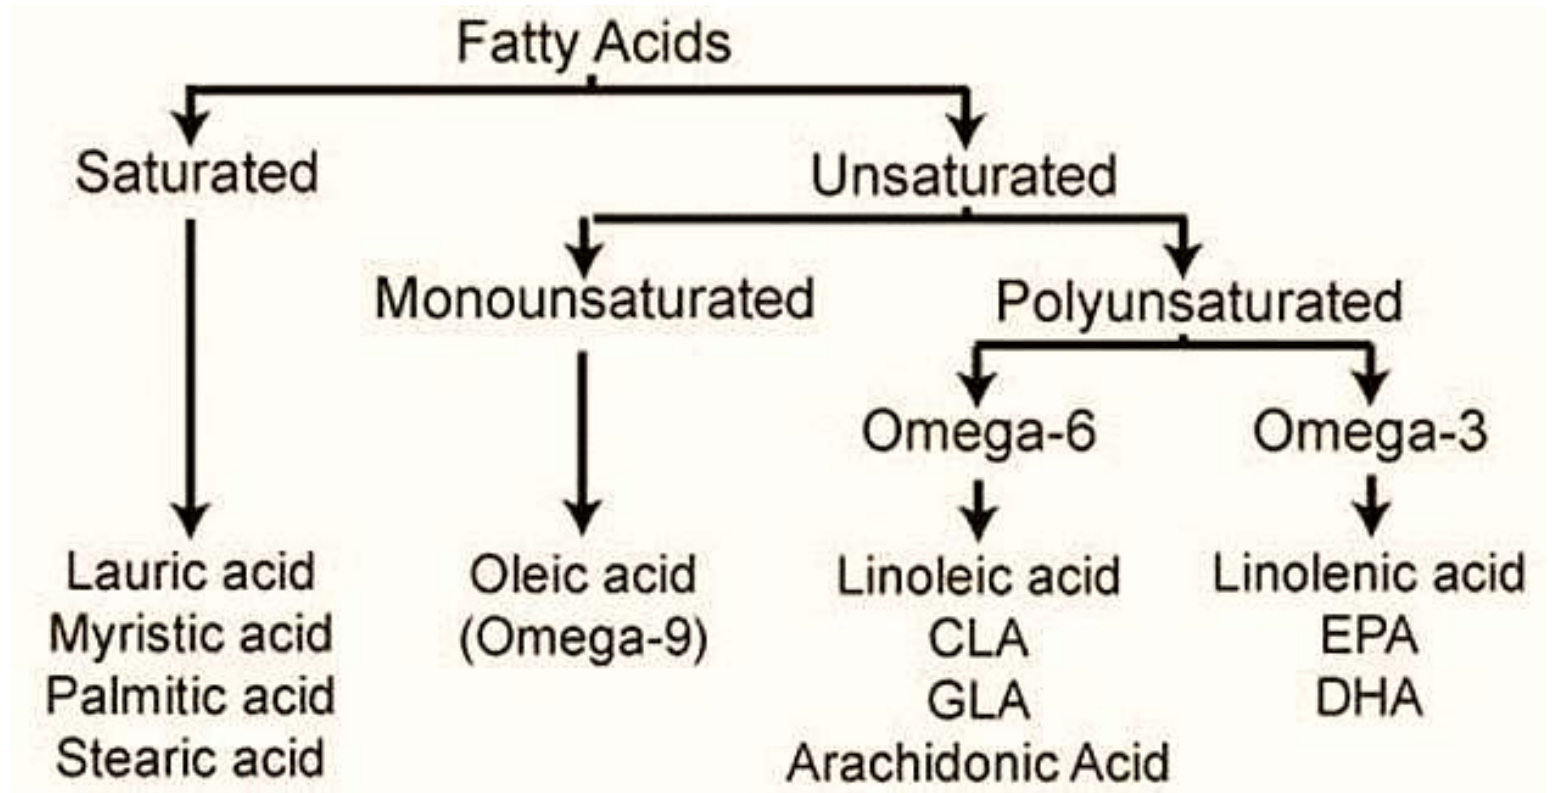 Fatty Acids
Saturated
Unsaturated
Monounsaturated
Polyunsaturated
Omega-6
Omega-3
Lauric acid
Myristic acid
Palmitic acid
Stearic acid
Oleic acid
(Omega-9)
Linoleic acid
CLA
GLA
Arachidonic Acid
Linolenic acid
EPA
DHA